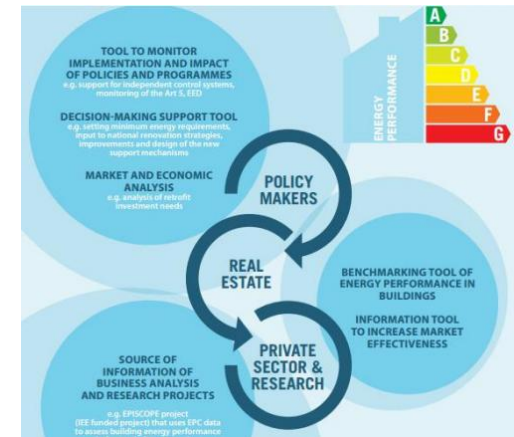 TOOL TO MONITOR
IMPLEMENTATION AND IMPACT
OF POLICIES AND PROGRAMMES
e.g. support for independent control systems,
monitoring of the Art 5, EED
DECISION-MAKING SUPPORT TOOL
e.g. setting minimum energy requirements,
input to national renovation strategies,
improvements and design of the new
support mechanisms
MARKET AND ECONOMIC
ANALYSIS
e.g. analysis of retrofit
investment needs
ENERGY
PERFORMANCE
A
B
C
D
E
F
G
POLICY
MAKERS
REAL
ESTATE
BENCHMARKING TOOL OF
ENERGY PERFORMANCE IN
BUILDINGS
INFORMATION TOOL
TO INCREASE MARKET
EFFECTIVENESS
PRIVATE
SECTOR &
RESEARCH
SOURCE OF
INFORMATION OF
BUSINESS ANALYSIS
AND RESEARCH PROJECTS
e.g. EPISCOPE project
(IEE funded project) that uses EPC data
to assess building energy performance